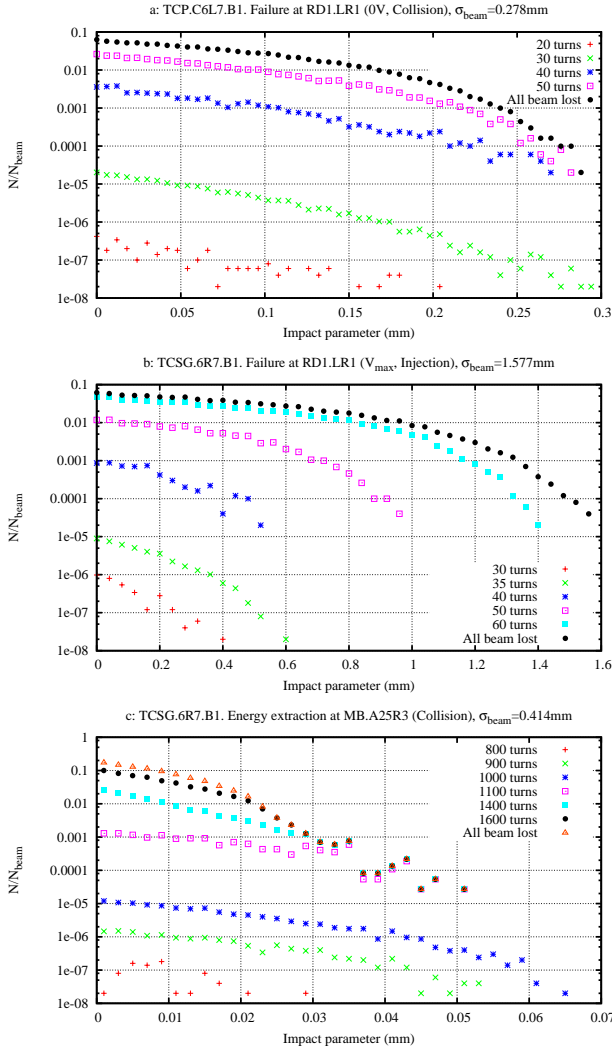 a: TCP.C6L7.B1. Failure at RD1.LR1 (0V, Collision), σbeam=0.278mm
0.1
0.01
0.001
0.0001
1e-05
1e-06
1e-07
1e-08
N/Nbeam
20 turns
30 turns
40 turns
50 turns
All beam lost
0
0.05
0.1
0.15
0.2
0.25
0.3
Impact parameter (mm)
b: TCSG.6R7.B1. Failure at RD1.LR1 (Vmax, Injection), σbeam=1.577mm
0.1
0.01
0.001
0.0001
1e-05
1e-06
1e-07
1e-08
N/Nbeam
30 turns
35 turns
40 turns
50 turns
60 turns
All beam lost
0
0.2
0.4
0.6
0.8
1
1.2
1.4
1.6
Impact parameter (mm)
c: TCSG.6R7.B1. Energy extraction at MB.A25R3 (Collision), σbeam=0.414mm
1
0.1
0.01
0.001
0.0001
1e-05
1e-06
1e-07
1e-08
N/Nbeam
800 turns
900 turns
1000 turns
1100 turns
1400 turns
1600 turns
All beam lost
0
0.01
0.02
0.03
0.04
0.05
0.06
0.07
Impact parameter (mm)